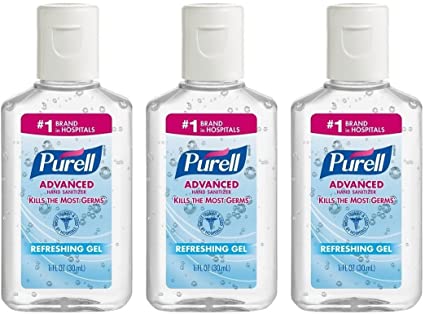 #1 BRAND
in HOSPITALS
Purell
ADVANCED
HAND SANITIZER
KILLS THE MOST GERMS
REFRESHING GEL
1 FL OZ (30 mL)
#1 BRAND
in HOSPITALS
Purell
ADVANCED
HAND SANITIZER
KILLS THE MOST GERMS
REFRESHING GEL
1 FL OZ (30 mL)
#1 BRAND
in HOSPITALS
Purell
ADVANCED
HAND SANITIZER
KILLS THE MOST GERMS
REFRESHING GEL
1 FL OZ (30 mL)